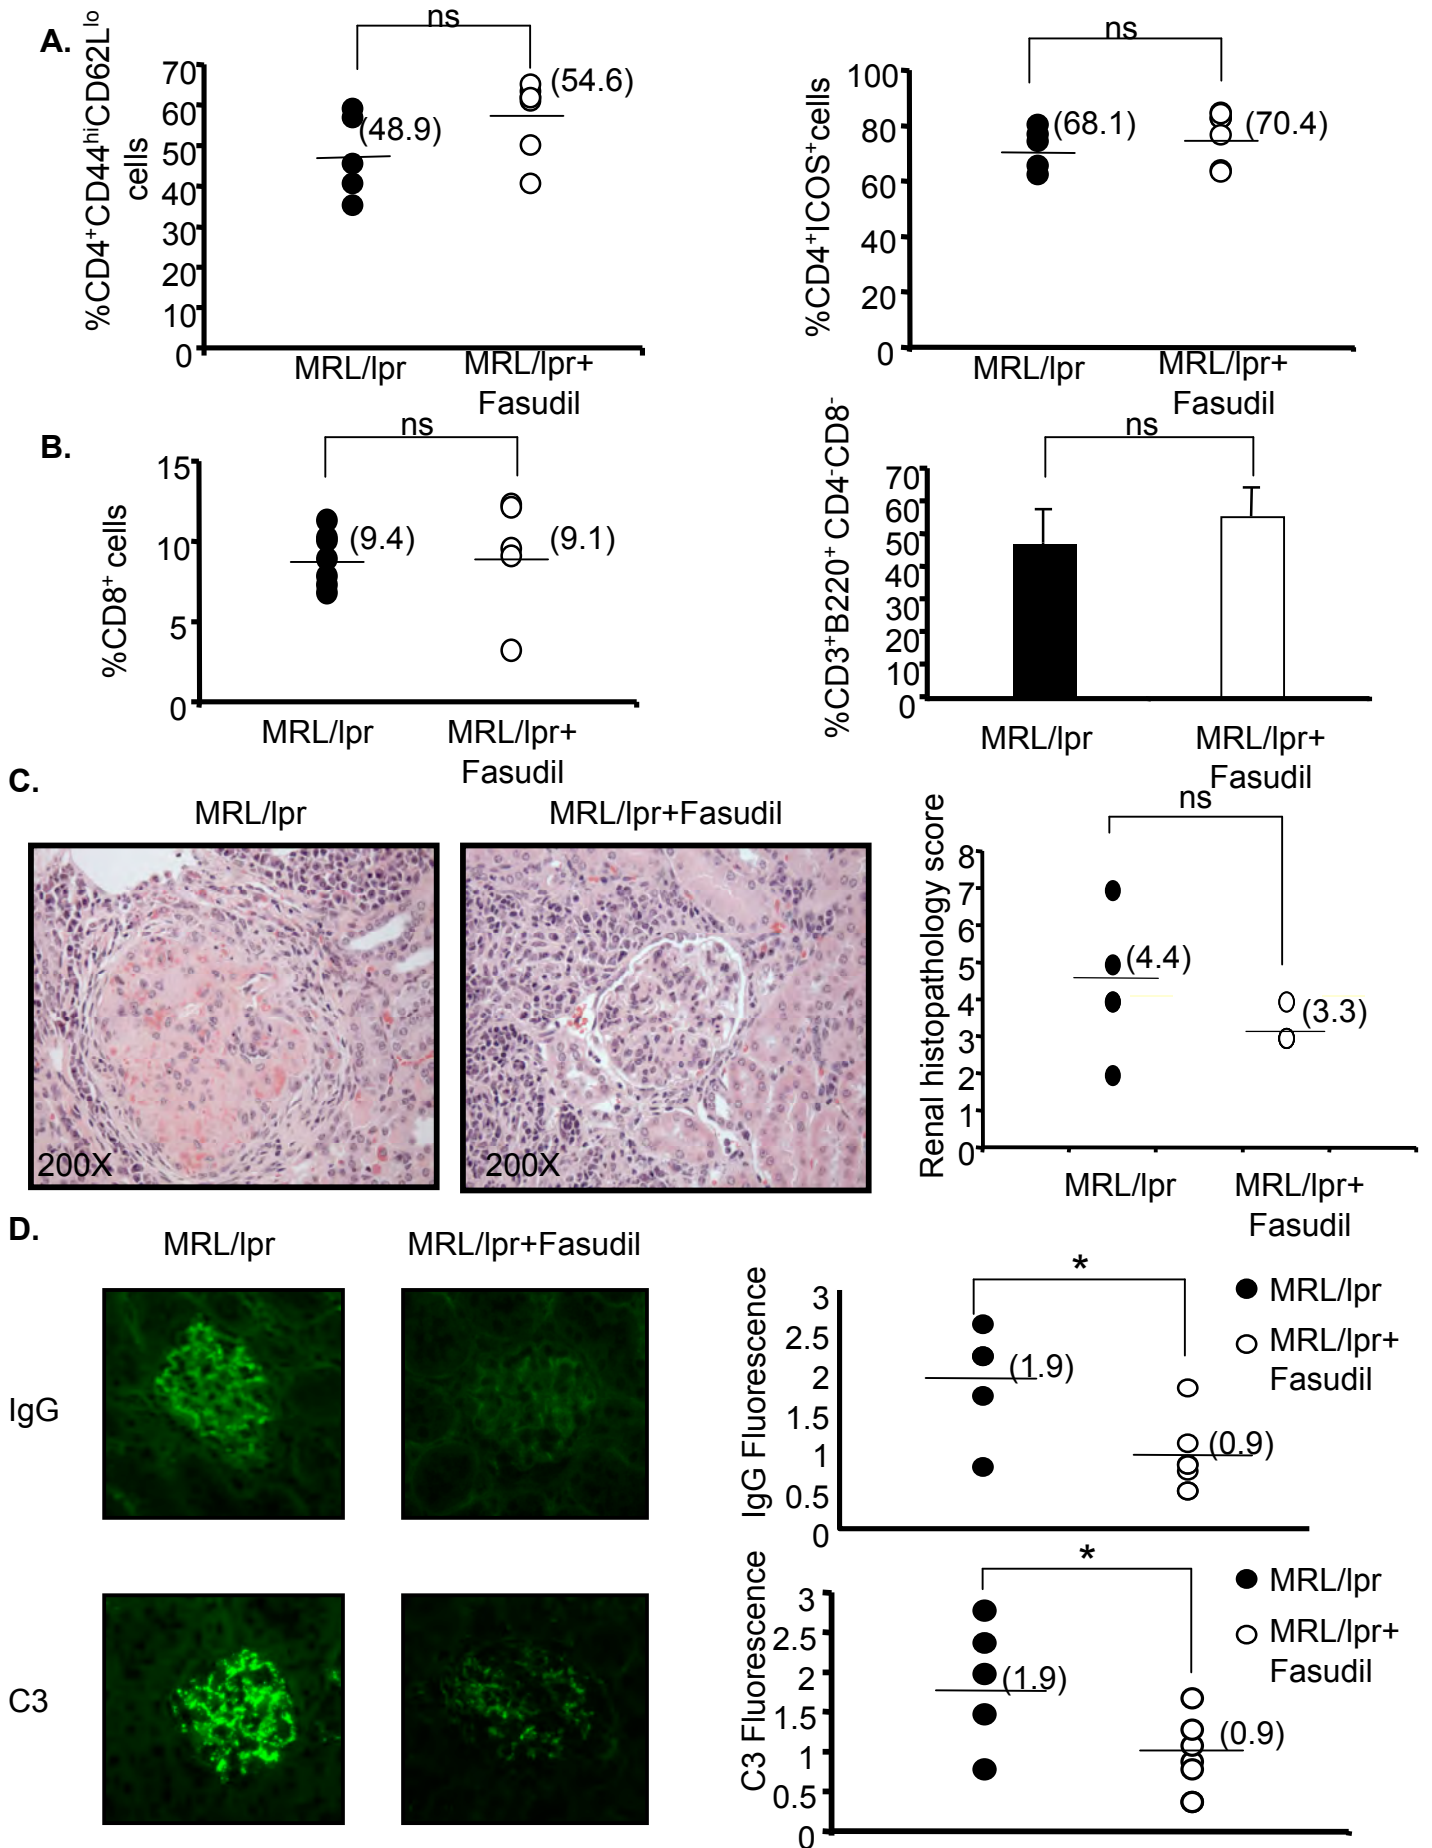 A.
%CD4+CD44hiCD62Llo
cells
70
60
50
40
30
20
10
0
ns
(48.9)
(54.6)
MRL/lpr
MRL/lpr+
Fasudil
%CD4+ICOS+cells
100
80
60
40
20
0
ns
(68.1)
(70.4)
MRL/lpr
MRL/lpr+
Fasudil
B.
%CD8+ cells
15
10
5
0
ns
(9.4)
(9.1)
MRL/lpr
MRL/lpr+
Fasudil
%CD3+B220+ CD4-CD8-
70
60
50
40
30
20
10
0
ns
MRL/lpr
MRL/lpr+
Fasudil
C.
MRL/lpr
MRL/lpr+Fasudil
200X
200X
Renal histopathology score
8
7
6
5
4
3
2
1
0
ns
(4.4)
(3.3)
MRL/lpr
MRL/lpr+
Fasudil
D.
MRL/lpr
MRL/lpr+Fasudil
IgG
IgG Fluorescence
3
2.5
2
1.5
1
0.5
0
*
(1.9)
(0.9)
MRL/lpr
MRL/lpr+
Fasudil
C3
C3 Fluorescence
3
2.5
2
1.5
1
0.5
0
*
(1.9)
(0.9)
MRL/lpr
MRL/lpr+
Fasudil